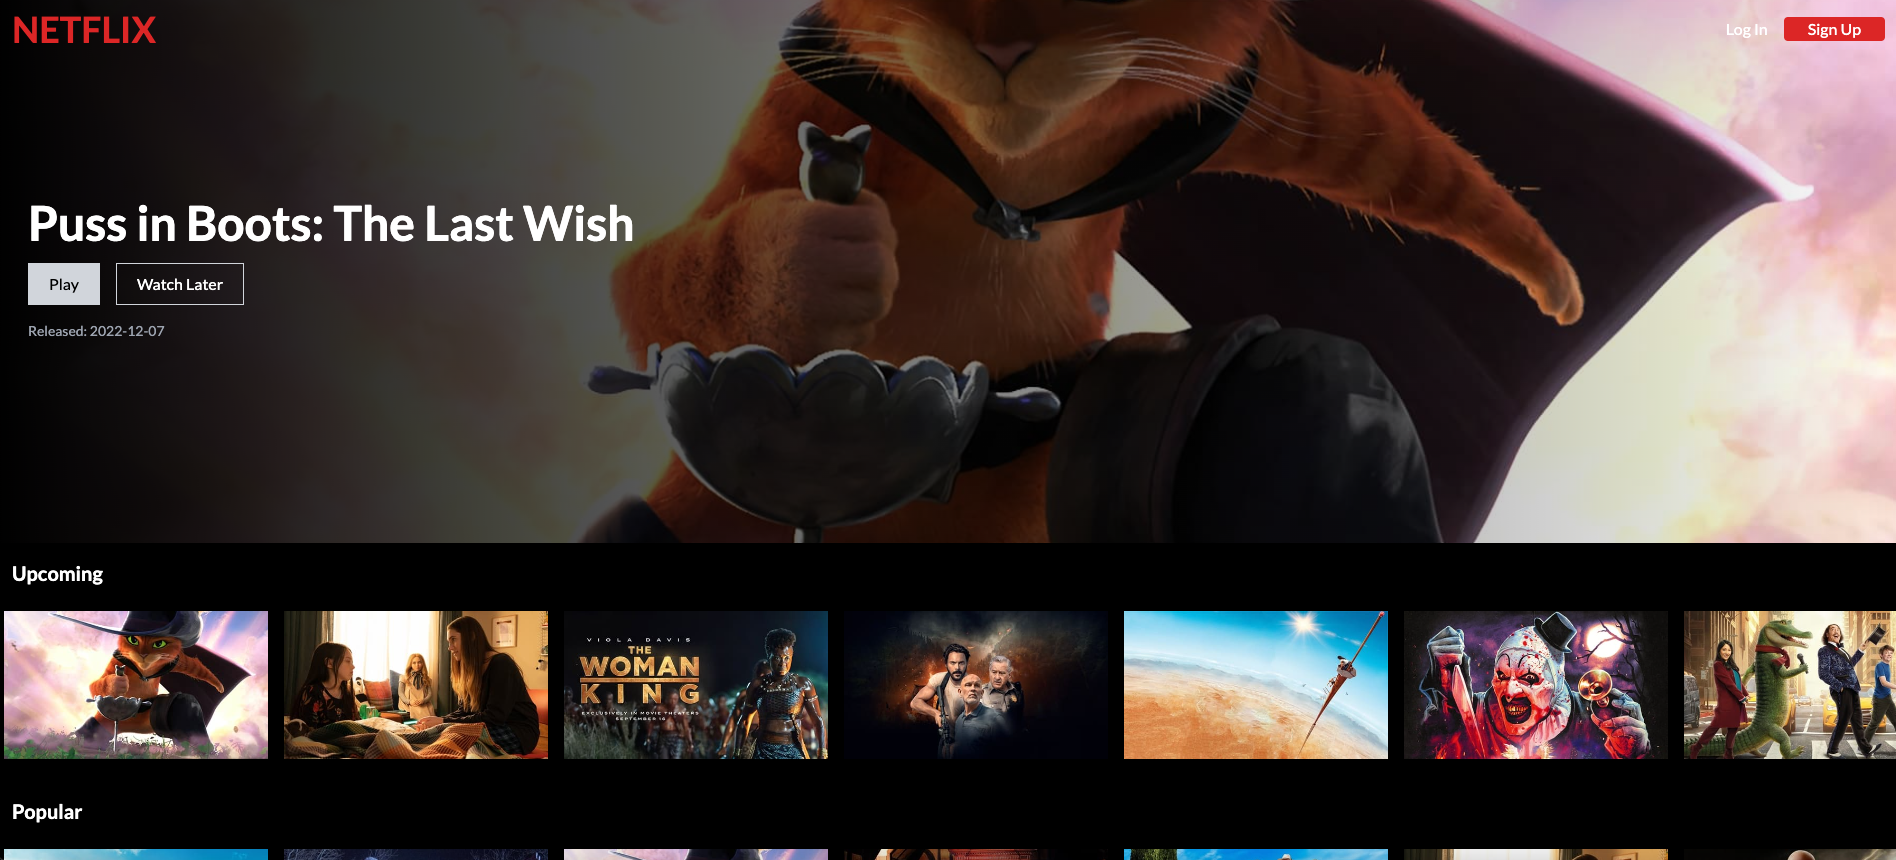 NETFLIX
Log In
Sign Up
Puss in Boots: The Last Wish
Play
Watch Later
Released: 2022-12-07
Upcoming
VIOLA DAVIS
THE
WOMAN
KING
EXCLUSIVELY IN MOVIE THEATERS
SEPTEMBER 16
Popular